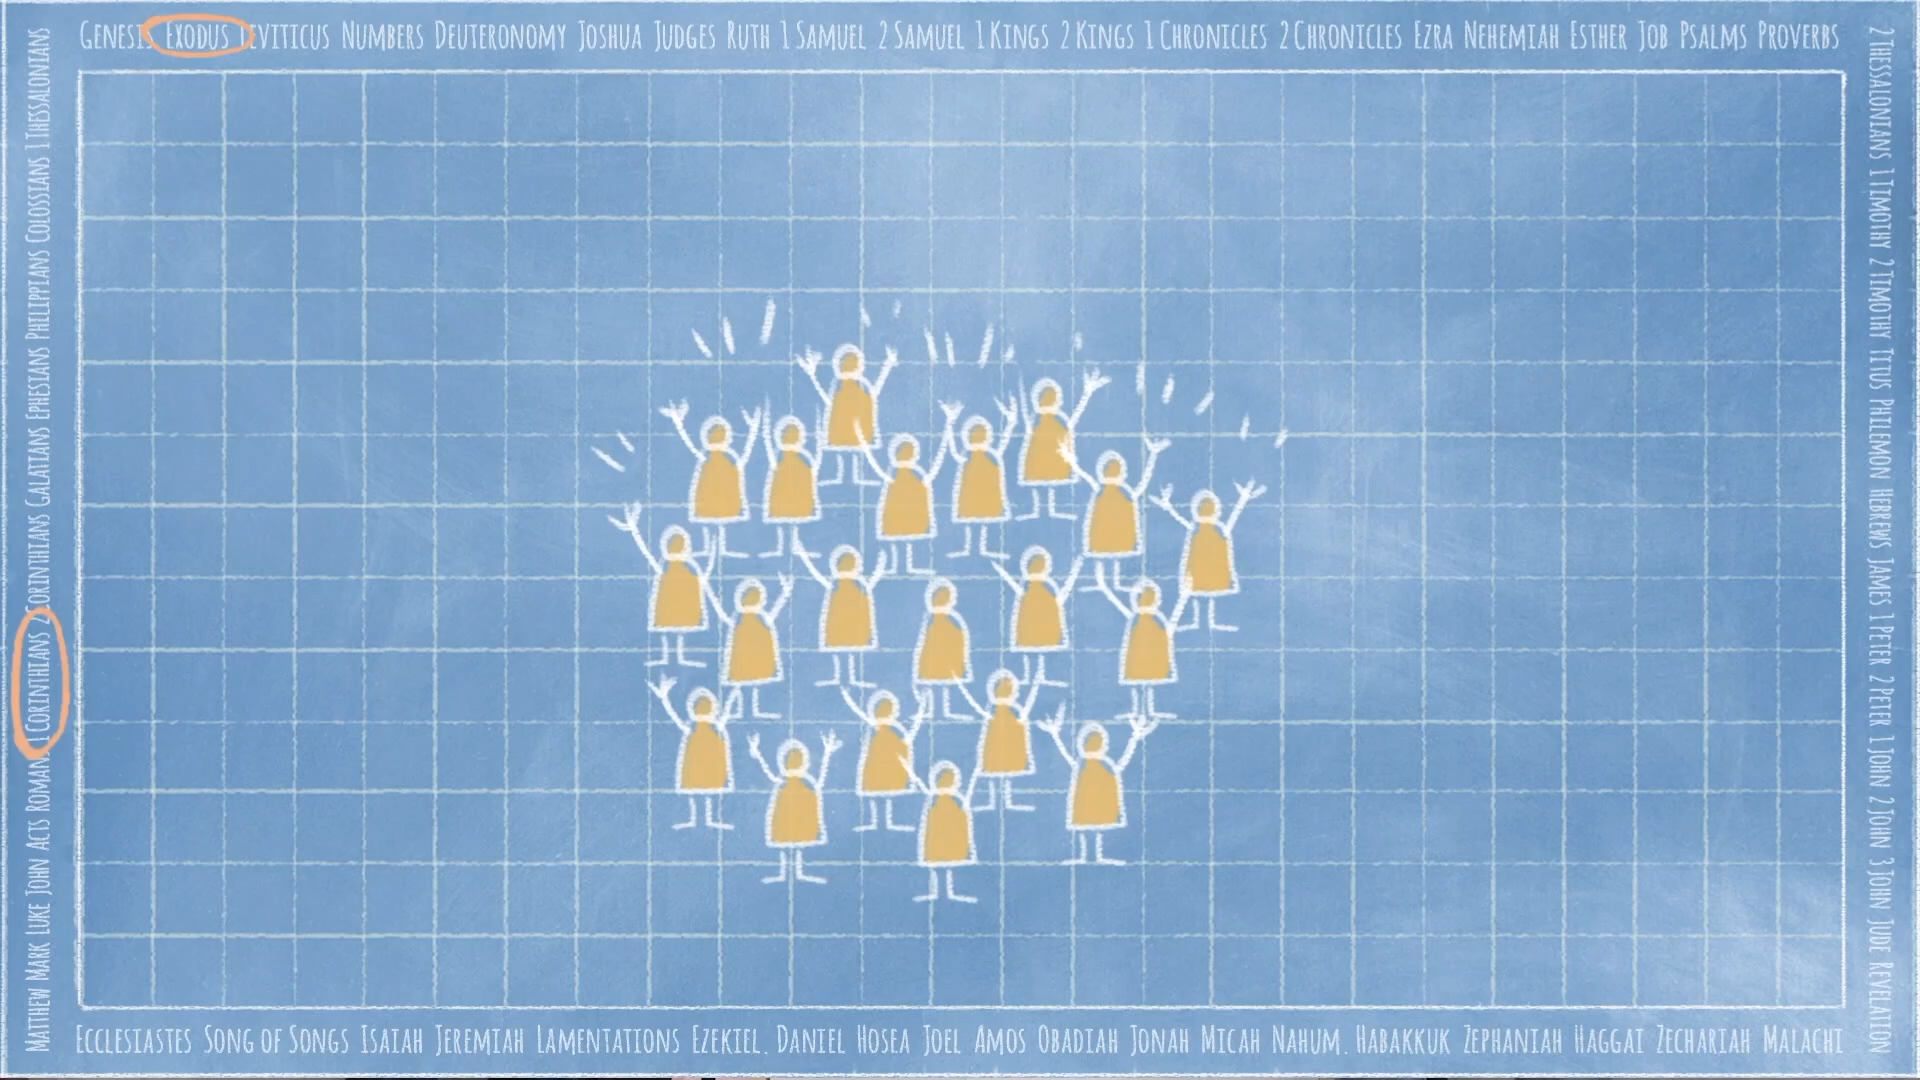 Genesis Exodus Leviticus Numbers Deuteronomy Joshua Judges Ruth 1 Samuel 2 Samuel 1 Kings 2 Kings 1 Chronicles 2 Chronicles Ezra Nehemiah Esther Job Psalms Proverbs
Ecclesiastes Song of Songs Isaiah Jeremiah Lamentations Ezekiel. Daniel Hosea Joel Amos Obadiah Jonah Micah Nahum. Habakkuk Zephaniah Haggai Zechariah Malachi
Matthew Mark Luke John Acts Romans 1 Corinthians 2 Corinthians Galatians Ephesians Philippians Colossians 1 Thessalonians
2 Thessalonians 1 Timothy 2 Timothy Titus Philemon Hebrews James 1 Peter 2 Peter 1 John 2 John 3 John Jude Revelation